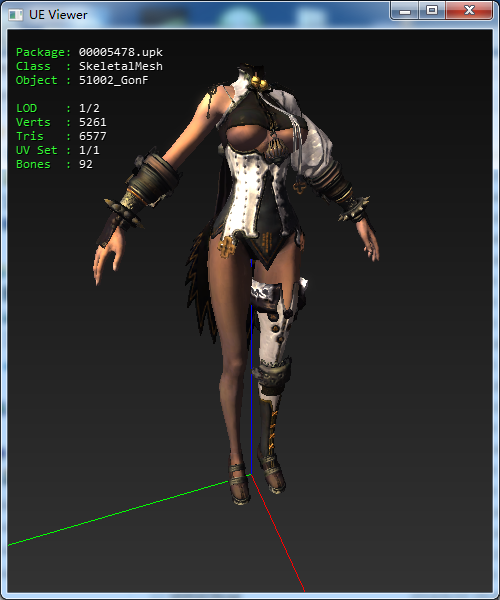 UE Viewer
Package: 00005478.upk
Class : SkeletalMesh
Object : 51002_GonF
LOD : 1/2
Verts : 5261
Tris : 6577
UV Set : 1/1
Bones : 92